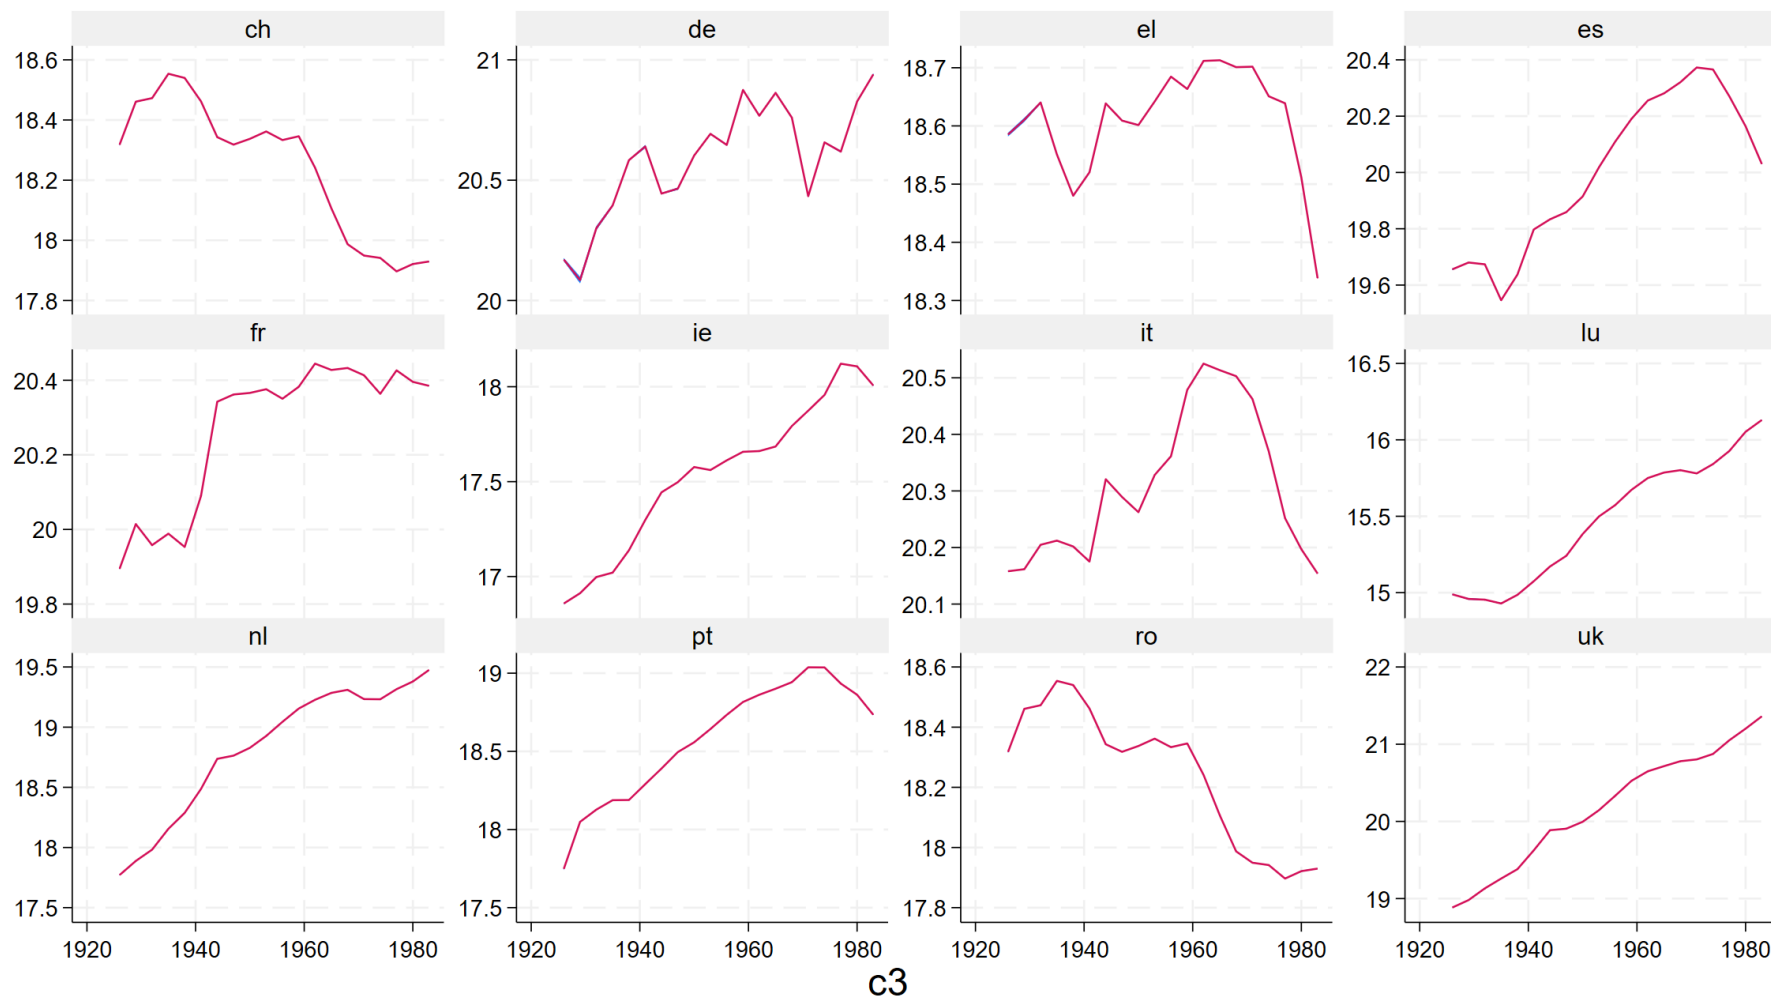 ch de el es
18.6 21 18.7 20.4
18.4 18.6 20.2
18.2 20.5 18.5 20
18 18.4 19.8
17.8 20 18.3 19.6
fr ie it lu
20.4 18 20.5 16.5
20.2 17.5 20.4 16
20 17 20.3 15.5
19.8 20.2 15
20.1
nl pt ro uk
19.5 19 18.6 22
19 18.5 18.4 21
18.5 18 18.2 20
18 17.5 18 19
17.5 17.8
1920 1940 1960 1980 1920 1940 1960 1980 1920 1940 1960 1980 1920 1940 1960 1980
c3